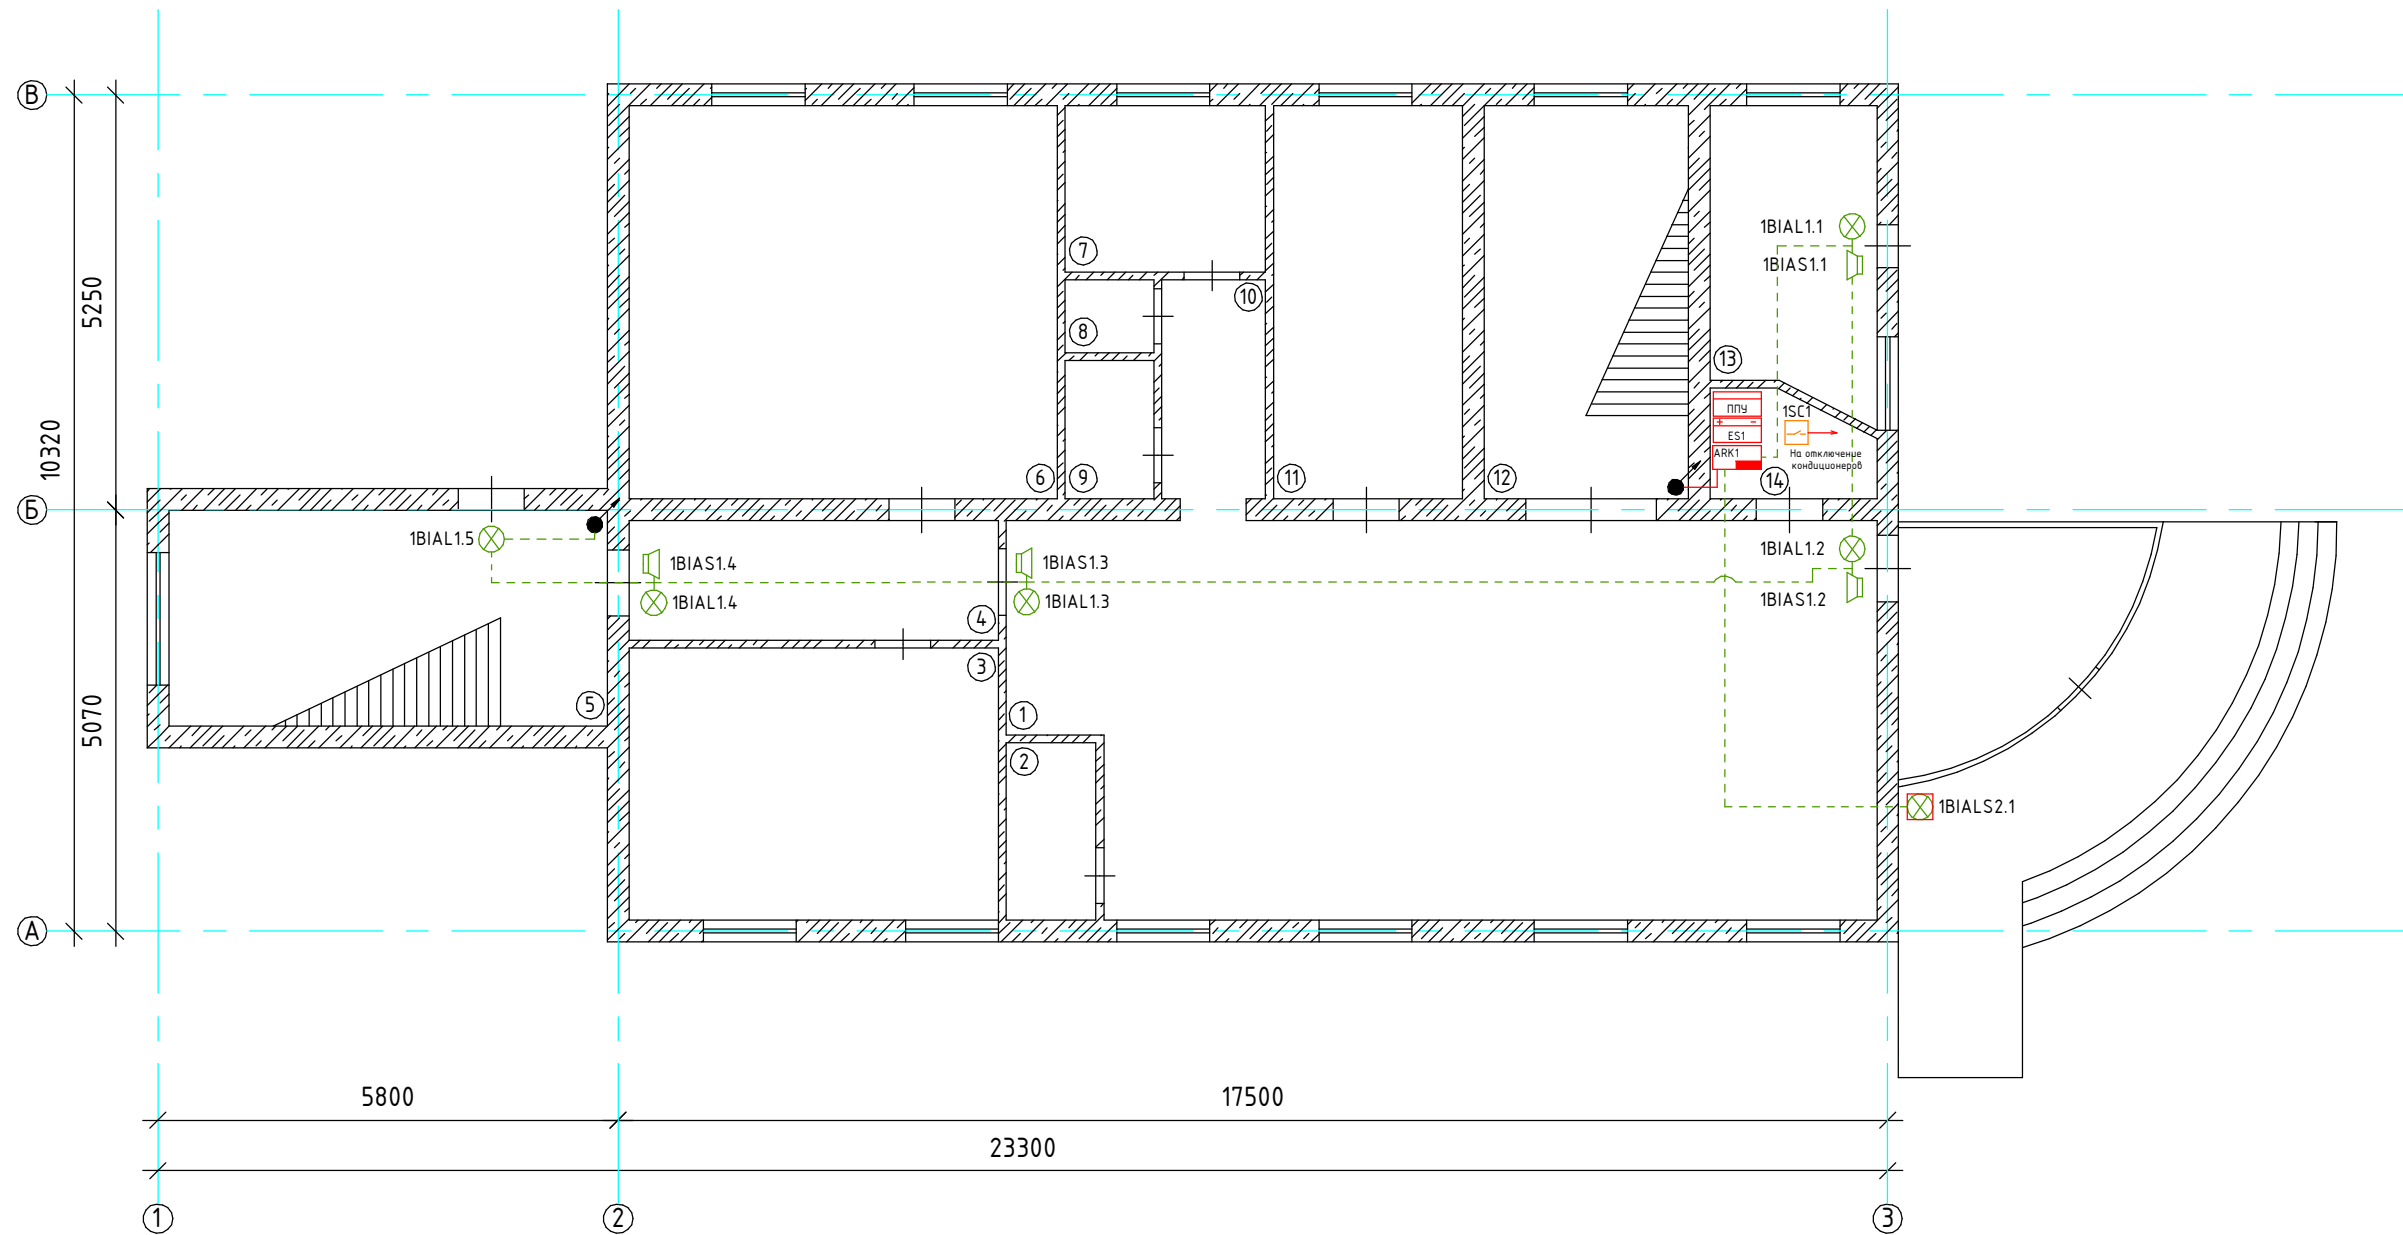 В
7
1BIAL1.1
1BIAS1.1
5250
10
8
13
ППУ
1SC1
+ -
ES1
10320
ARK1
На отключение
кондиционеров
6
9
11
12
14
Б
1BIAL1.5
1BIAS1.4
1BIAS1.3
1BIAL1.2
1BIAL1.4
1BIAL1.3
1BIAS1.2
4
3
5
1
5070
2
1BIALS2.1
А
5800
17500
23300
1
2
3